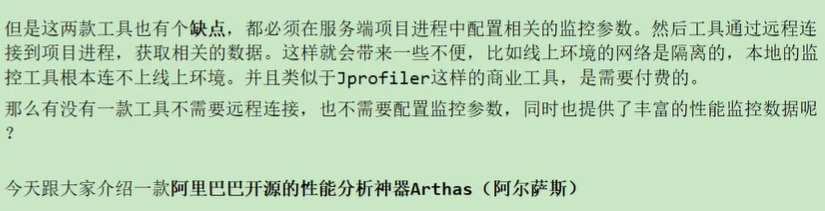 但是这两款工具也有个缺点，都必须在服务端项目进程中配置相关的监控参数。然后工具通过远程连
接到项目进程，获取相关的数据。这样就会带来一些不便，比如线上环境的网络是隔离的，本地的监
控工具根本连不上线上环境。并且类似于Jprofiler这样的商业工具，是需要付费的。
那么有没有一款工具不需要远程连接，也不需要配置监控参数，同时也提供了丰富的性能监控数据呢
？
今天跟大家介绍一款阿里巴巴开源的性能分析神器Arthas（阿尔萨斯）